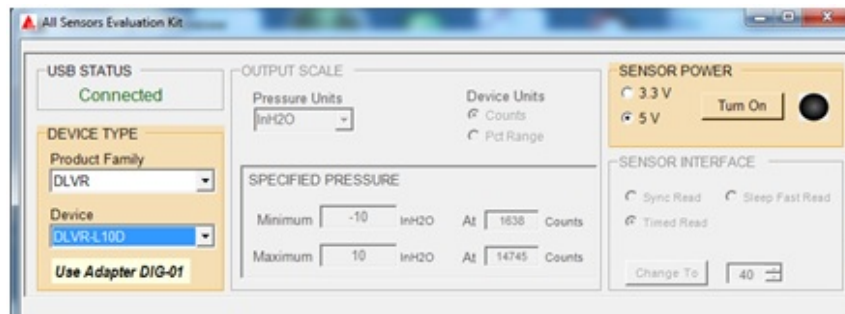 All Sensors Evaluation Kit
USB STATUS
Connected
DEVICE TYPE
Product Family
DLVR
Device
DLVR-L10D
Use Adapter DIG-01
OUTPUT SCALE
Pressure Units
InH2O
Device Units
Counts
Pct Range
SPECIFIED PRESSURE
Minimum -10 InH2O At 1638 Counts
Maximum 10 InH2O At 14745 Counts
SENSOR POWER
3.3 V
5 V
Turn On
SENSOR INTERFACE
Sync Read Sleep Fast Read
Timed Read
Change To 40